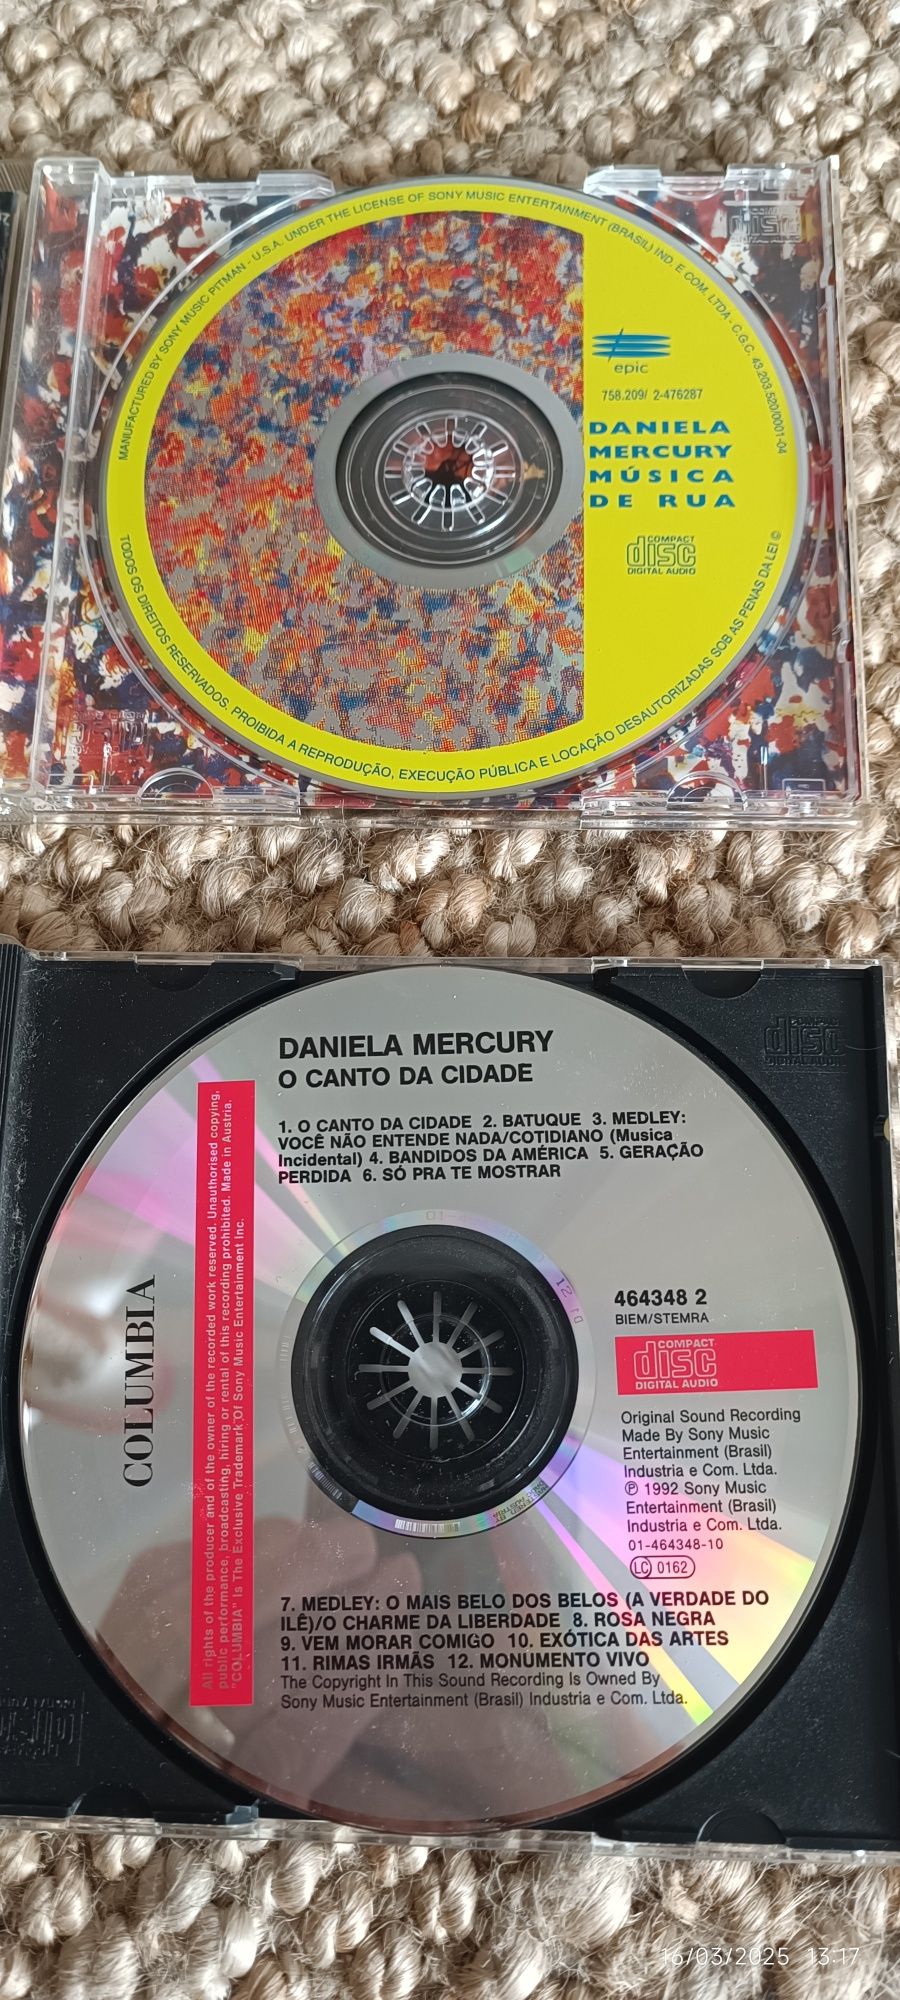 MANUFACTURED BY SONY MUSIC PITMAN - U.S.A. UNDER THE LICENSE OF SONY MUSIC ENTERTAINMENT (BRASIL) IND. E COM. LTDA - C.G.C. 43.203.520/0001-04
epic
758.209/ 2-476287
DANIELA
MERCURY
MÚSICA
DE RUA
COMPACT
disc
DIGITAL AUDIO
TODOS OS DIREITOS RESERVADOS, PROIBIDA A REPRODUÇÃO, EXECUÇÃO PÚBLICA E LOCAÇÃO DESAUTORIZADAS SOB AS PENAS DA LEI ©
DANIELA MERCURY
O CANTO DA CIDADE
1. O CANTO DA CIDADE 2. BATUQUE 3. MEDLEY:
VOCÊ NÃO ENTENDE NADA/COTIDIANO (Musica
Incidental) 4. BANDIDOS DA AMÉRICA 5. GERAÇÃO
PERDIDA 6. SÓ PRA TE MOSTRAR
COLUMBIA
All rights of the producer and of the owner of the recorded work reserved. Unauthorised copying,
public performance, broadcasting, hiring or rental of this recording prohibited. Made in Austria.
"COLUMBIA" Is The Exclusive Trademark Of Sony Music Entertainment Inc.
464348 2
BIEM/STEMRA
COMPACT
disc
DIGITAL AUDIO
Original Sound Recording
Made By Sony Music
Entertainment (Brasil)
Industria e Com. Ltda.
℗ 1992 Sony Music
Entertainment (Brasil)
Industria e Com. Ltda.
01-464348-10
LC 0162
7. MEDLEY: O MAIS BELO DOS BELOS (A VERDADE DO
ILÊ)/O CHARME DA LIBERDADE 8. ROSA NEGRA
9. VEM MORAR COMIGO 10. EXÓTICA DAS ARTES
11. RIMAS IRMÃS 12. MONUMENTO VIVO
The Copyright In This Sound Recording Is Owned By
Sony Music Entertainment (Brasil) Industria e Com. Ltda.
16/03/2025 13:17